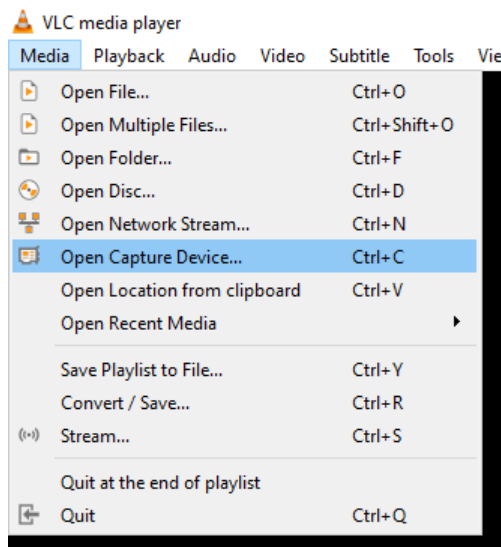 VLC media player
Media Playback Audio Video Subtitle Tools
Open File... Ctrl+O
Open Multiple Files... Ctrl+Shift+O
Open Folder... Ctrl+F
Open Disc... Ctrl+D
Open Network Stream... Ctrl+N
Open Capture Device... Ctrl+C
Open Location from clipboard Ctrl+V
Open Recent Media
Save Playlist to File... Ctrl+Y
Convert / Save... Ctrl+R
Stream... Ctrl+S
Quit at the end of playlist
Quit Ctrl+Q